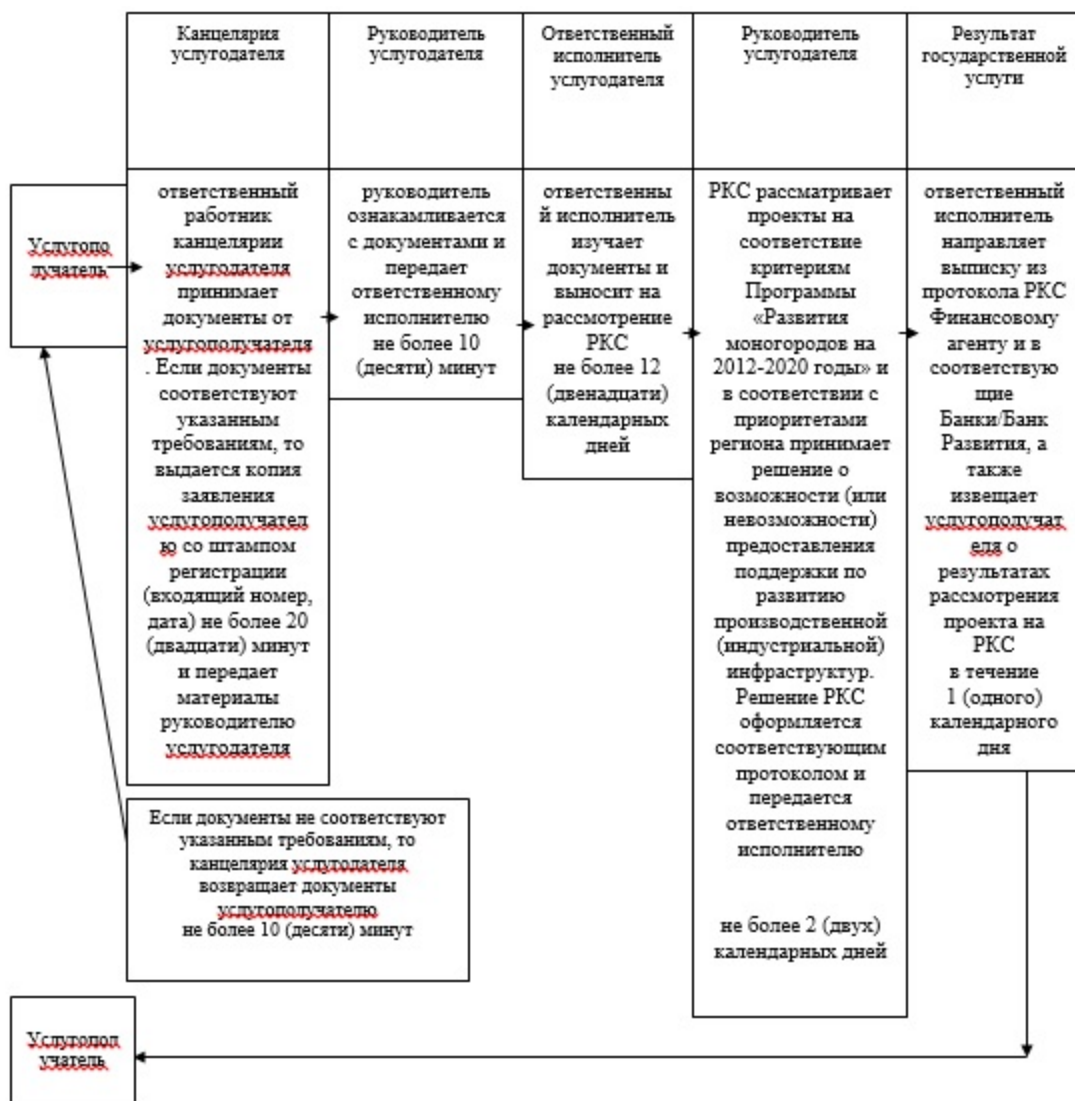 Канцелярия
услугодателя
Руководитель
услугодателя
Ответственный
исполнитель
услугодателя
Руководитель
услугодателя
Результат
государственной
услуги
Услугопо
лучатель
ответственный
работник
канцелярии
услугодателя
принимает
документы от
услугополучателя
. Если документы
соответствуют
указанным
требованиям, то
выдается копия
заявления
услугополучател
ю со штампом
регистрации
(входящий номер,
дата) не более 20
(двадцати) минут
и передает
материалы
руководителю
услугодателя
руководитель
ознакамливается
с документами и
передает
ответственному
исполнителю
не более 10
(десяти) минут
ответственны
й исполнитель
изучает
документы и
выносит на
рассмотрение
РКС
не более 12
(двенадцати)
календарных
дней
РКС рассматривает
проекты на
соответствие
критериям
Программы
«Развития
моногородов на
2012-2020 годы» и
в соответствии с
приоритетами
региона принимает
решение о
возможности (или
невозможности)
предоставления
поддержки по
развитию
производственной
(индустриальной)
инфраструктур.
Решение РКС
оформляется
соответствующим
протоколом и
передается
ответственному
исполнителю
не более 2 (двух)
календарных дней
ответственный
исполнитель
направляет
выписку из
протокола РКС
Финансовому
агенту и в
соответствую
щие
Банки/Банк
Развития, а
также
извещает
услугополучат
еля о
результатах
рассмотрения
проекта на
РКС
в течение
1 (одного)
календарного
дня
Если документы не соответствуют
указанным требованиям, то
канцелярия услугодателя
возвращает документы
услугополучателю
не более 10 (десяти) минут
Услугопол
учатель